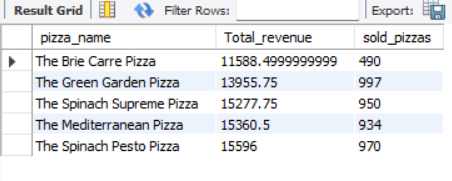 Result Grid Filter Rows: Export:
pizza_name Total_revenue sold_pizzas
The Brie Carre Pizza 11588.4999999999 490
The Green Garden Pizza 13955.75 997
The Spinach Supreme Pizza 15277.75 950
The Mediterranean Pizza 15360.5 934
The Spinach Pesto Pizza 15596 970